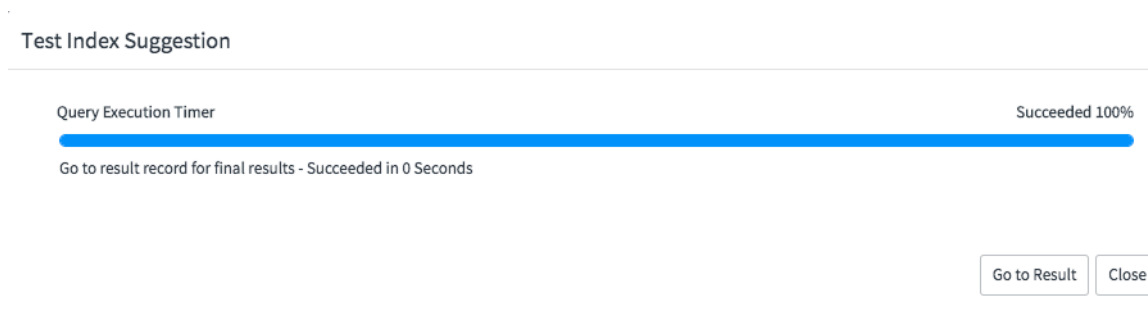 Test Index Suggestion
Query Execution Timer Succeeded 100%
Go to result record for final results - Succeeded in 0 Seconds
Go to Result Close